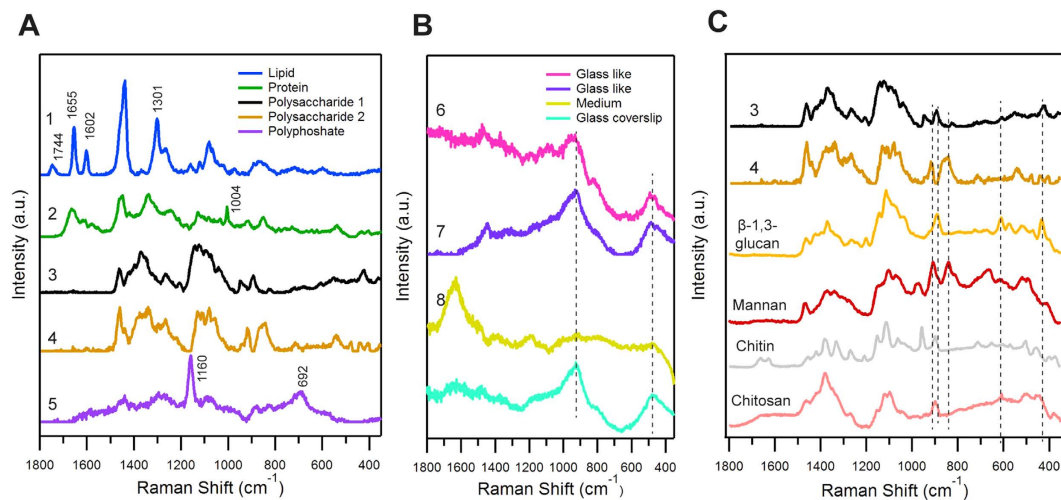 A
B
C
Lipid
Protein
Polysaccharide 1
Polysaccharide 2
Polyphoshate
1
1744
1655
1602
1301
2
1004
3
4
5
1160
692
Intensity (a.u.)
1800 1600 1400 1200 1000 800 600 400
Raman Shift (cm⁻¹)
Glass like
Glass like
Medium
Glass coverslip
6
7
8
Intensity (a.u.)
1800 1600 1400 1200 1000 800 600 400
Raman Shift (cm⁻¹)
3
4
β-1,3-
glucan
Mannan
Chitin
Chitosan
Intensity (a.u.)
1800 1600 1400 1200 1000 800 600 400
Raman Shift (cm⁻¹)